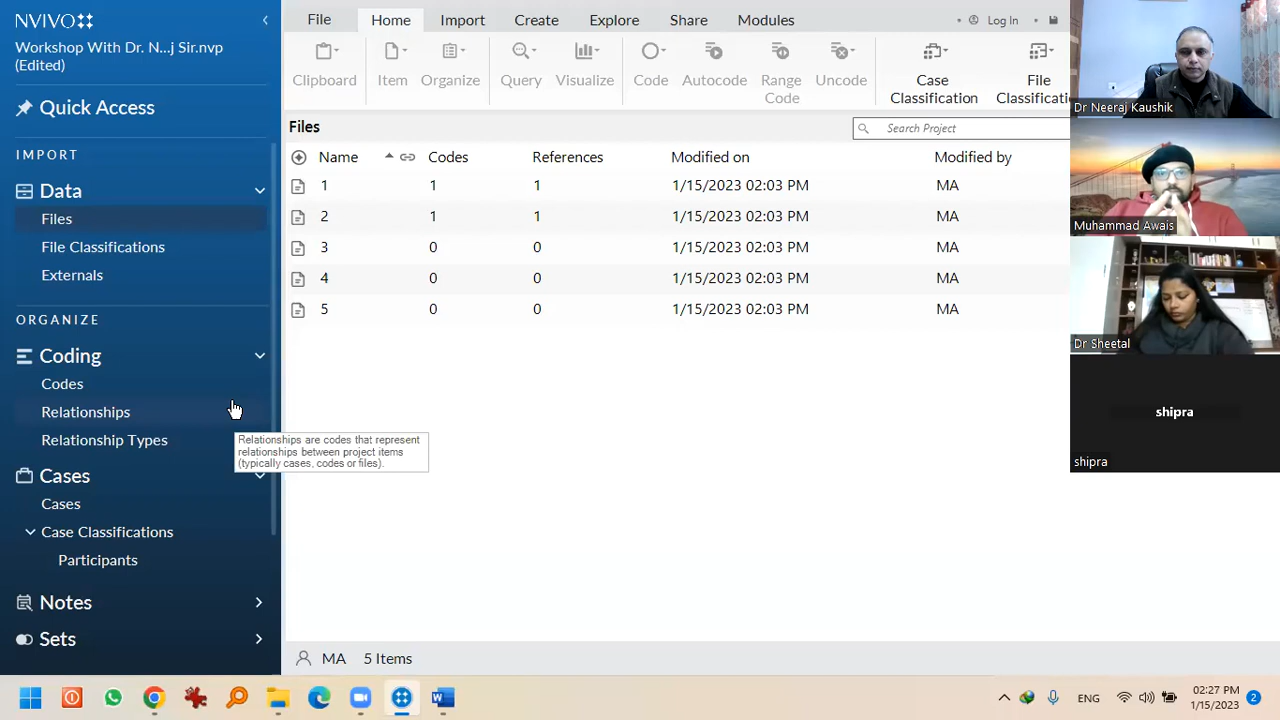 NVIVO
Workshop With Dr. N...j Sir.nvp
(Edited)
Quick Access
IMPORT
Data
Files
File Classifications
Externals
ORGANIZE
Coding
Codes
Relationships
Relationship Types
Cases
Cases
Case Classifications
Participants
Notes
Sets
File Home Import Create Explore Share Modules
Log In
Clipboard Item Organize Query Visualize Code Autocode Range Code Uncode Case Classification File Classificati
Files
Search Project
Name Codes References Modified on Modified by
1 1 1 1/15/2023 02:03 PM MA
2 1 1 1/15/2023 02:03 PM MA
3 0 0 1/15/2023 02:03 PM MA
4 0 0 1/15/2023 02:03 PM MA
5 0 0 1/15/2023 02:03 PM MA
Relationships are codes that represent
relationships between project items
(typically cases, codes or files).
MA 5 Items
Dr Neeraj Kaushik
Muhammad Awais
Dr Sheetal
shipra
shipra
ENG
02:27 PM
1/15/2023
2